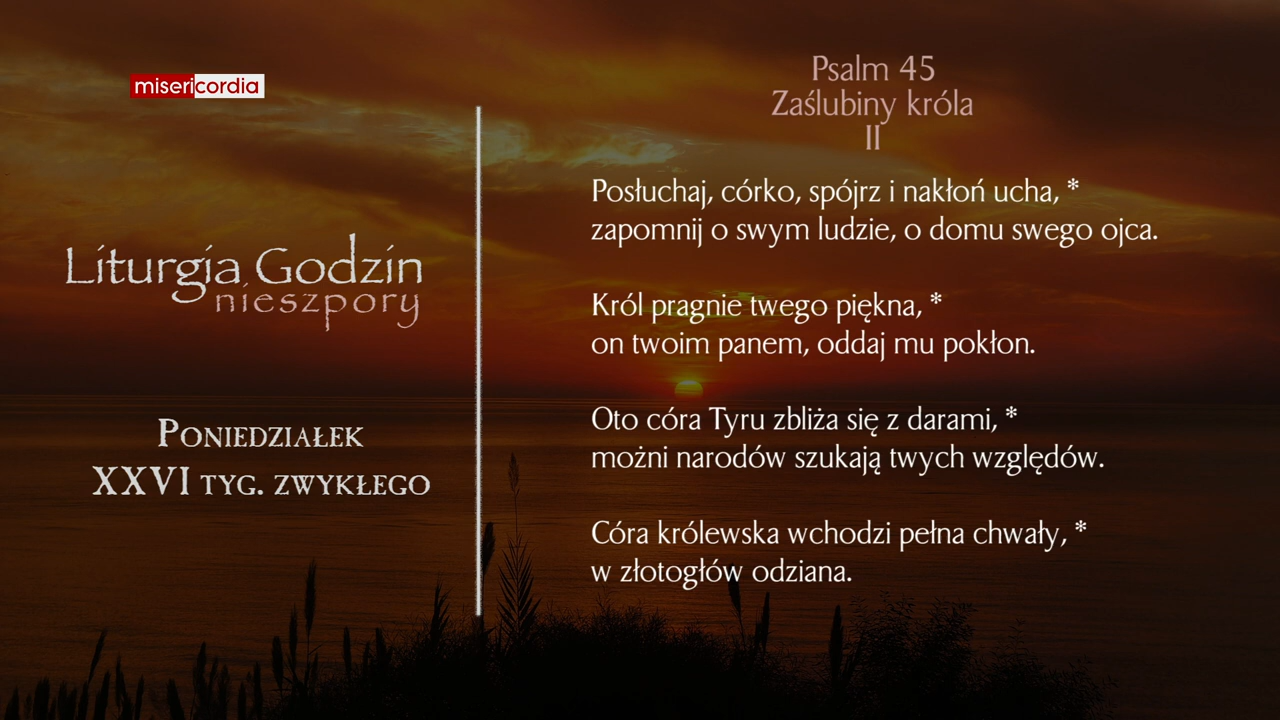 misericordia
Liturgia Godzin
nieszpory
Poniedziałek
XXVI tyg. zwykłego
Psalm 45
Zaślubiny króla
II
Posłuchaj, córko, spójrz i nakłoń ucha, *
zapomnij o swym ludzie, o domu swego ojca.
Król pragnie twego piękna, *
on twoim panem, oddaj mu pokłon.
Oto córa Tyru zbliża się z darami, *
możni narodów szukają twych względów.
Córa królewska wchodzi pełna chwały, *
w złotogłów odziana.